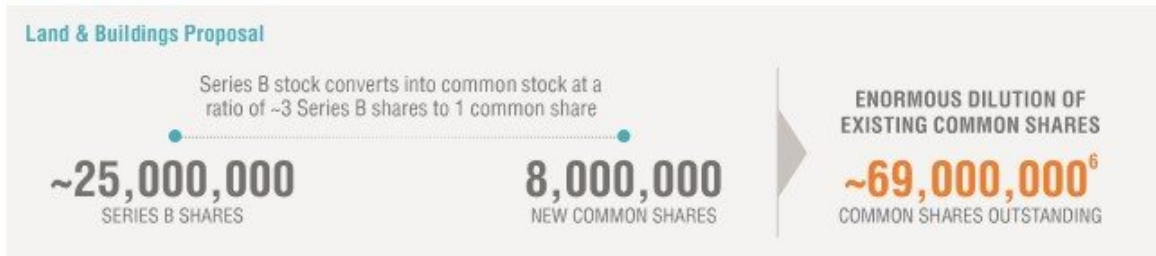 Land & Buildings Proposal
Series B stock converts into common stock at a
ratio of ~3 Series B shares to 1 common share
~25,000,000
SERIES B SHARES
8,000,000
NEW COMMON SHARES
ENORMOUS DILUTION OF
EXISTING COMMON SHARES
~69,000,000⁶
COMMON SHARES OUTSTANDING